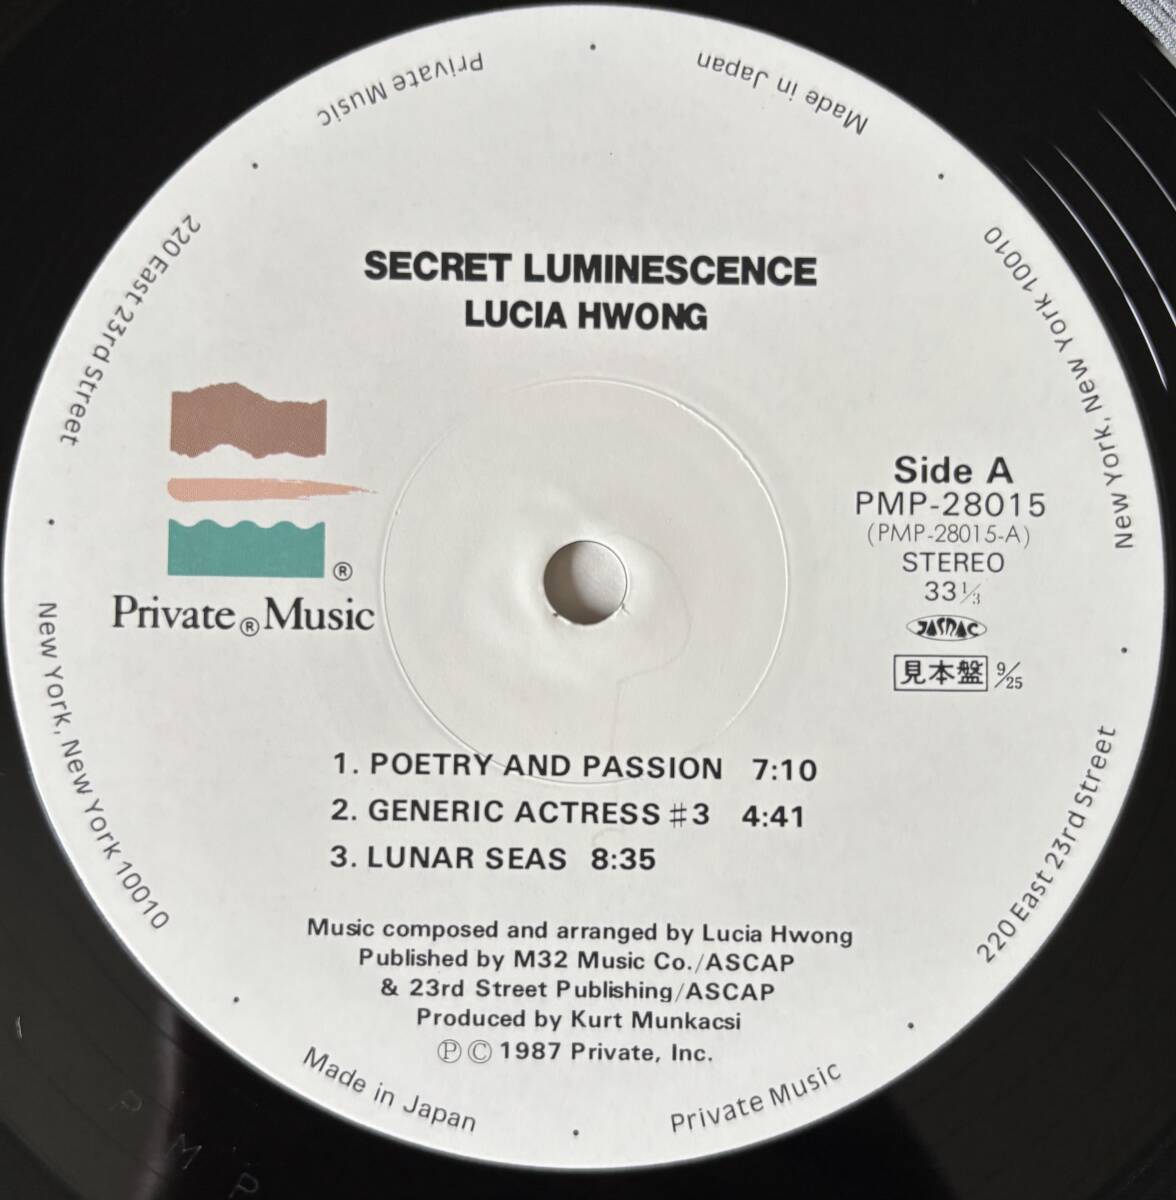 SECRET LUMINESCENCE
LUCIA HWONG
® 
Private® Music
Side A
PMP-28015
(PMP-28015-A)
STEREO
33 1/3
JASRAC
見本盤 9/25
1. POETRY AND PASSION 7:10
2. GENERIC ACTRESS #3 4:41
3. LUNAR SEAS 8:35
Music composed and arranged by Lucia Hwong
Published by M32 Music Co./ASCAP
& 23rd Street Publishing/ASCAP
Produced by Kurt Munkacsi
Ⓟ Ⓒ 1987 Private, Inc.
Private Music
220 East 23rd Street
New York, New York 10010
Made in Japan
Private Music
220 East 23rd Street
New York, New York 10010
Made in Japan
P M P